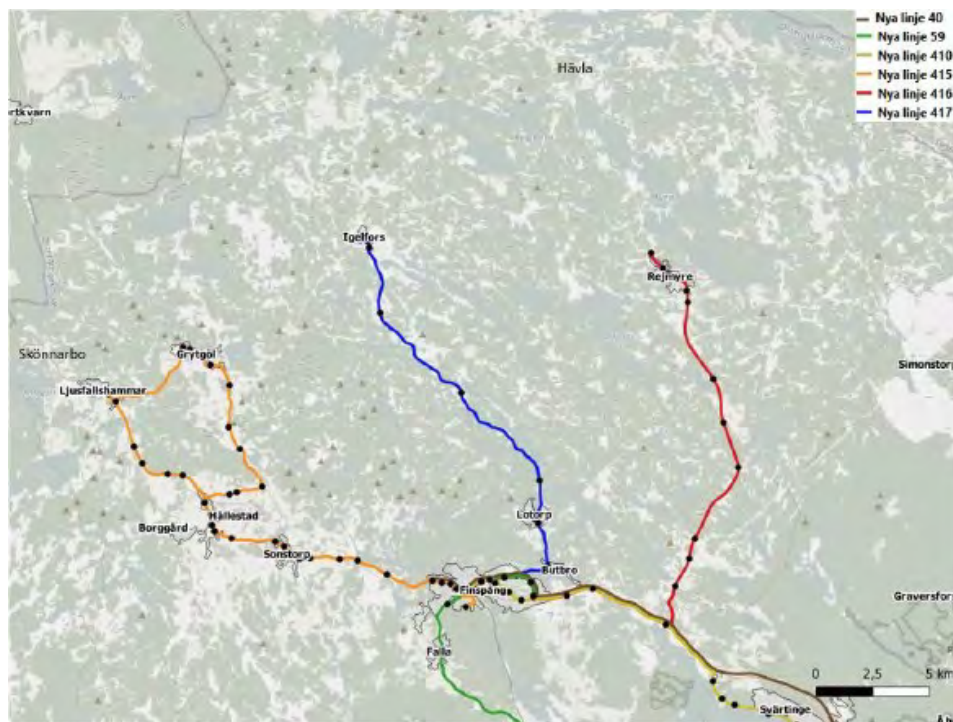 Nya linje 40
Nya linje 59
Nya linje 410
Nya linje 415
Nya linje 416
Nya linje 417
Hävla
ortkvarn
Igelfors
Rejmyre
Skönnarbo
Grytgöl
Simonstorp
Ljusfallshammar
Lotorp
Borggård
Hällestad
Sonstorp
Butbro
Finspång
Graversfors
Falla
0 2,5 5 km
Svärtinge